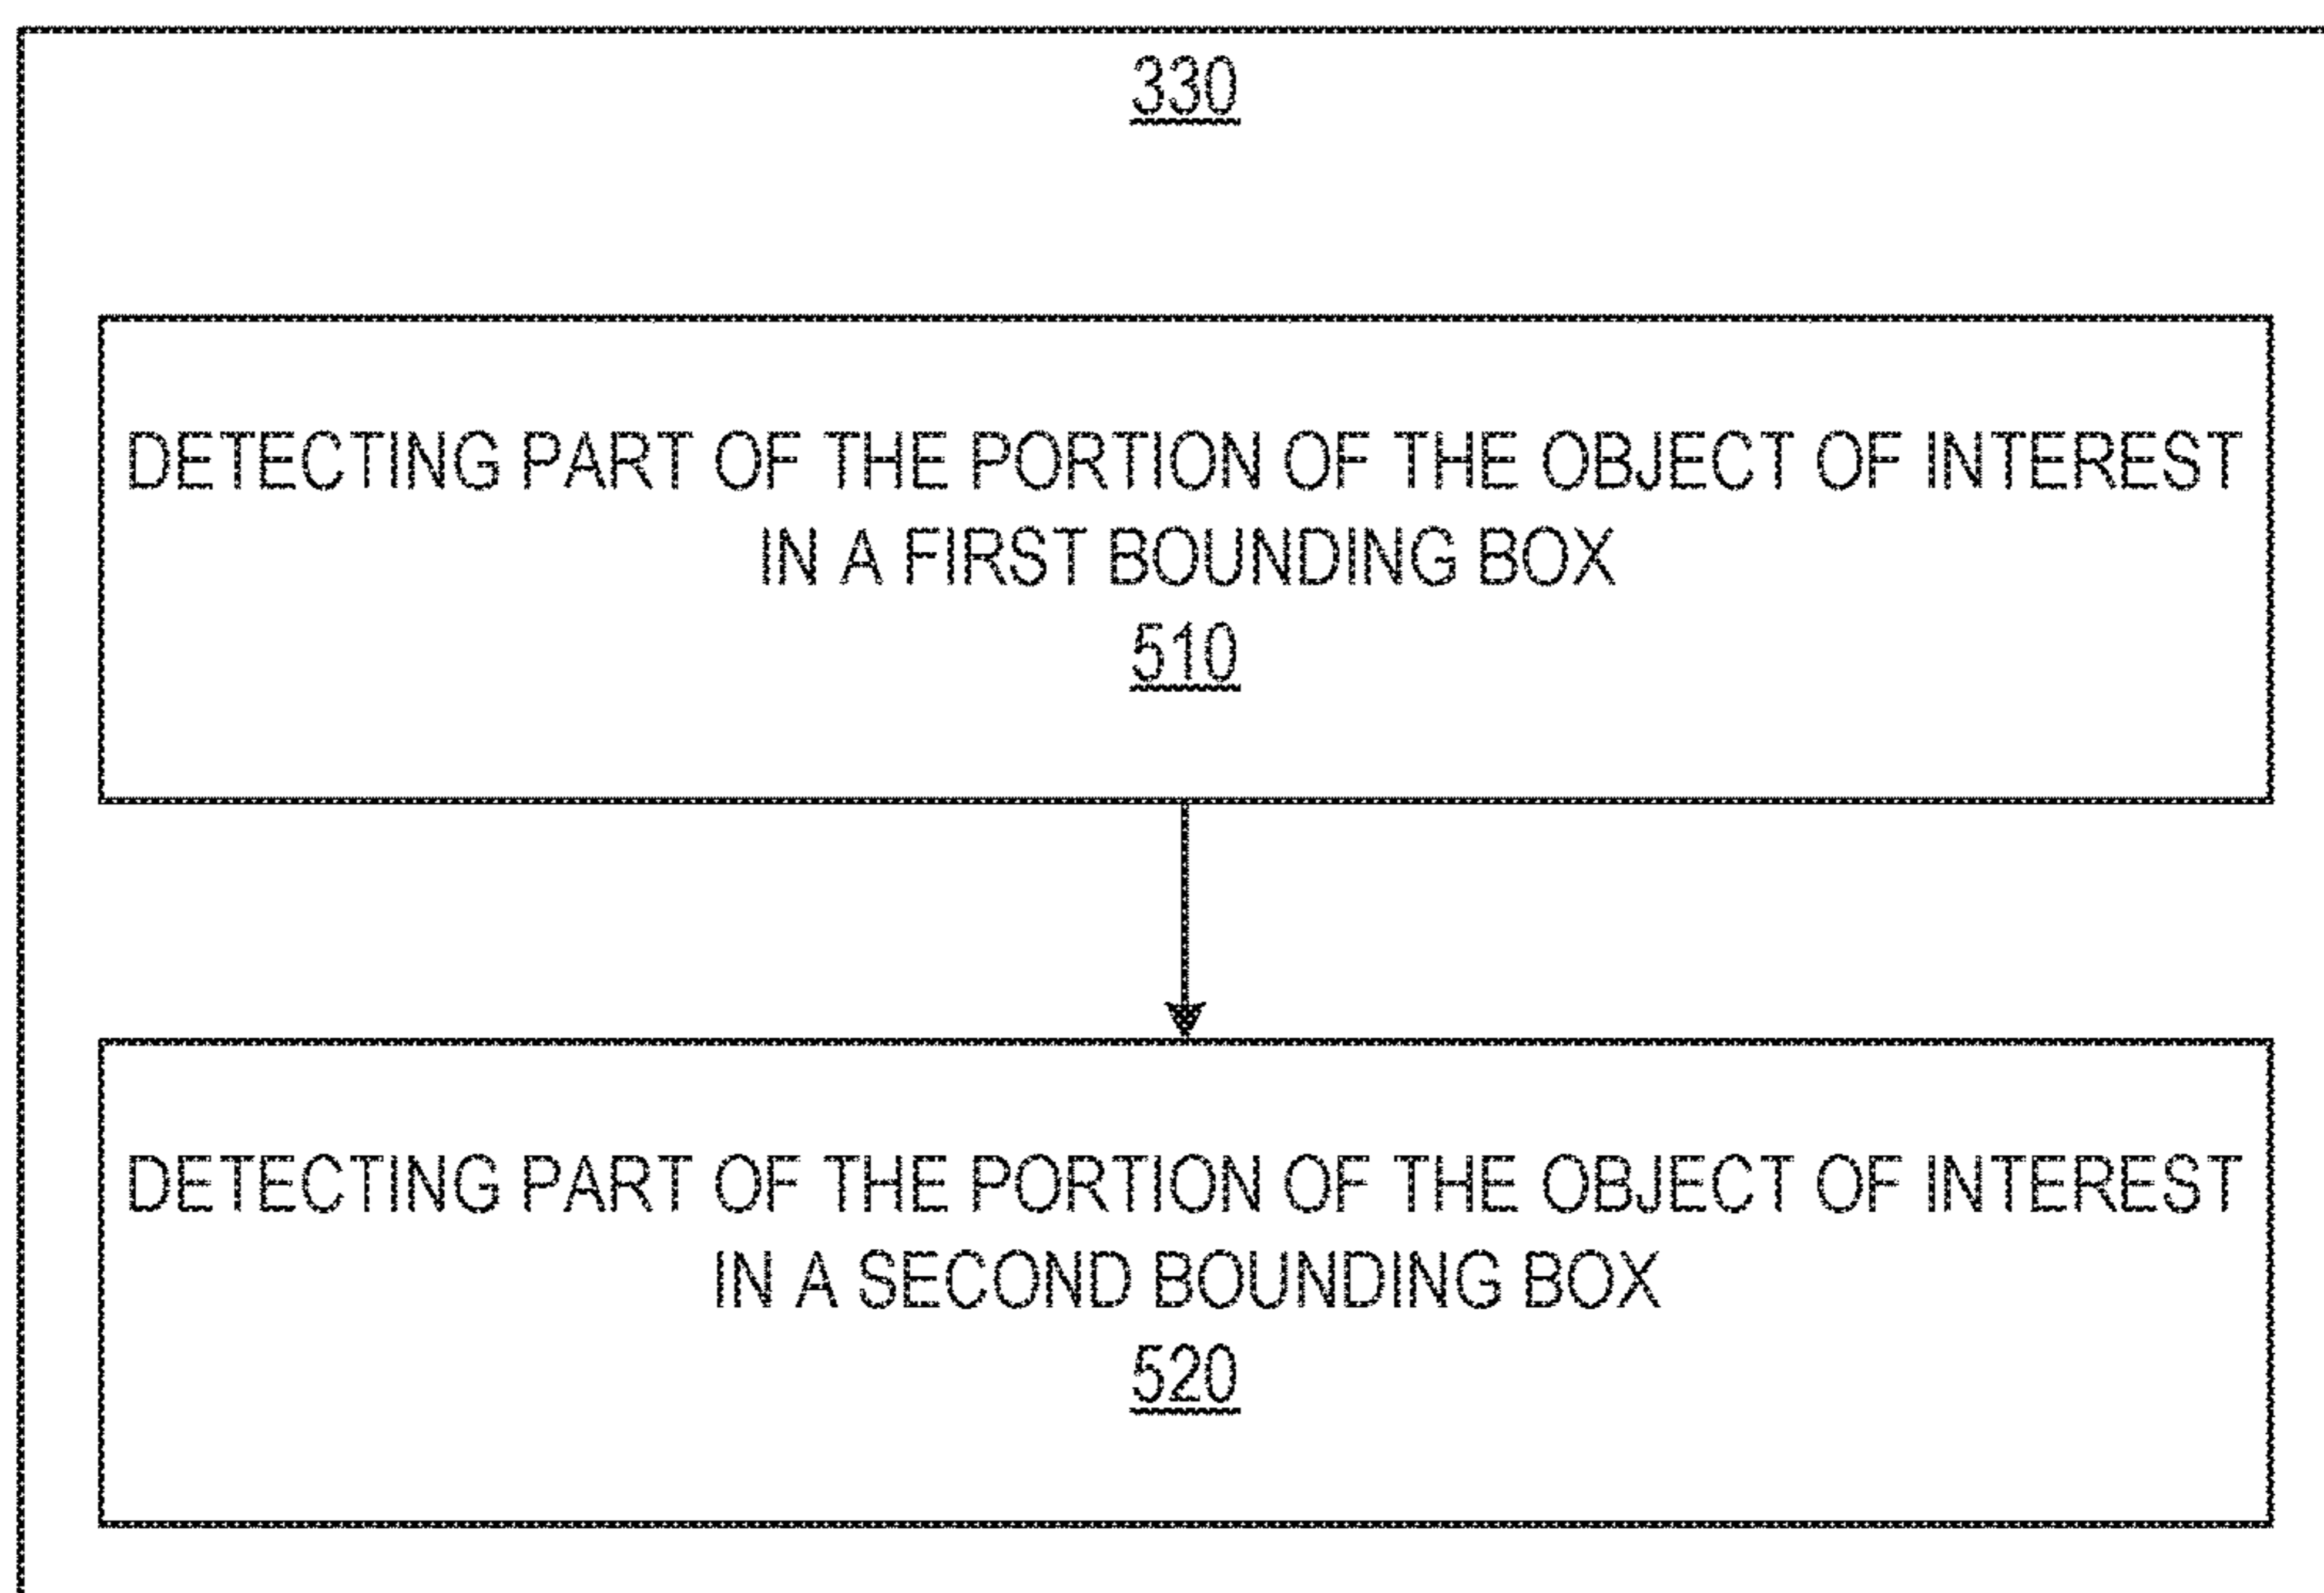 330
DETECTING PART OF THE PORTION OF THE OBJECT OF INTEREST
IN A FIRST BOUNDING BOX
510
DETECTING PART OF THE PORTION OF THE OBJECT OF INTEREST
IN A SECOND BOUNDING BOX
520